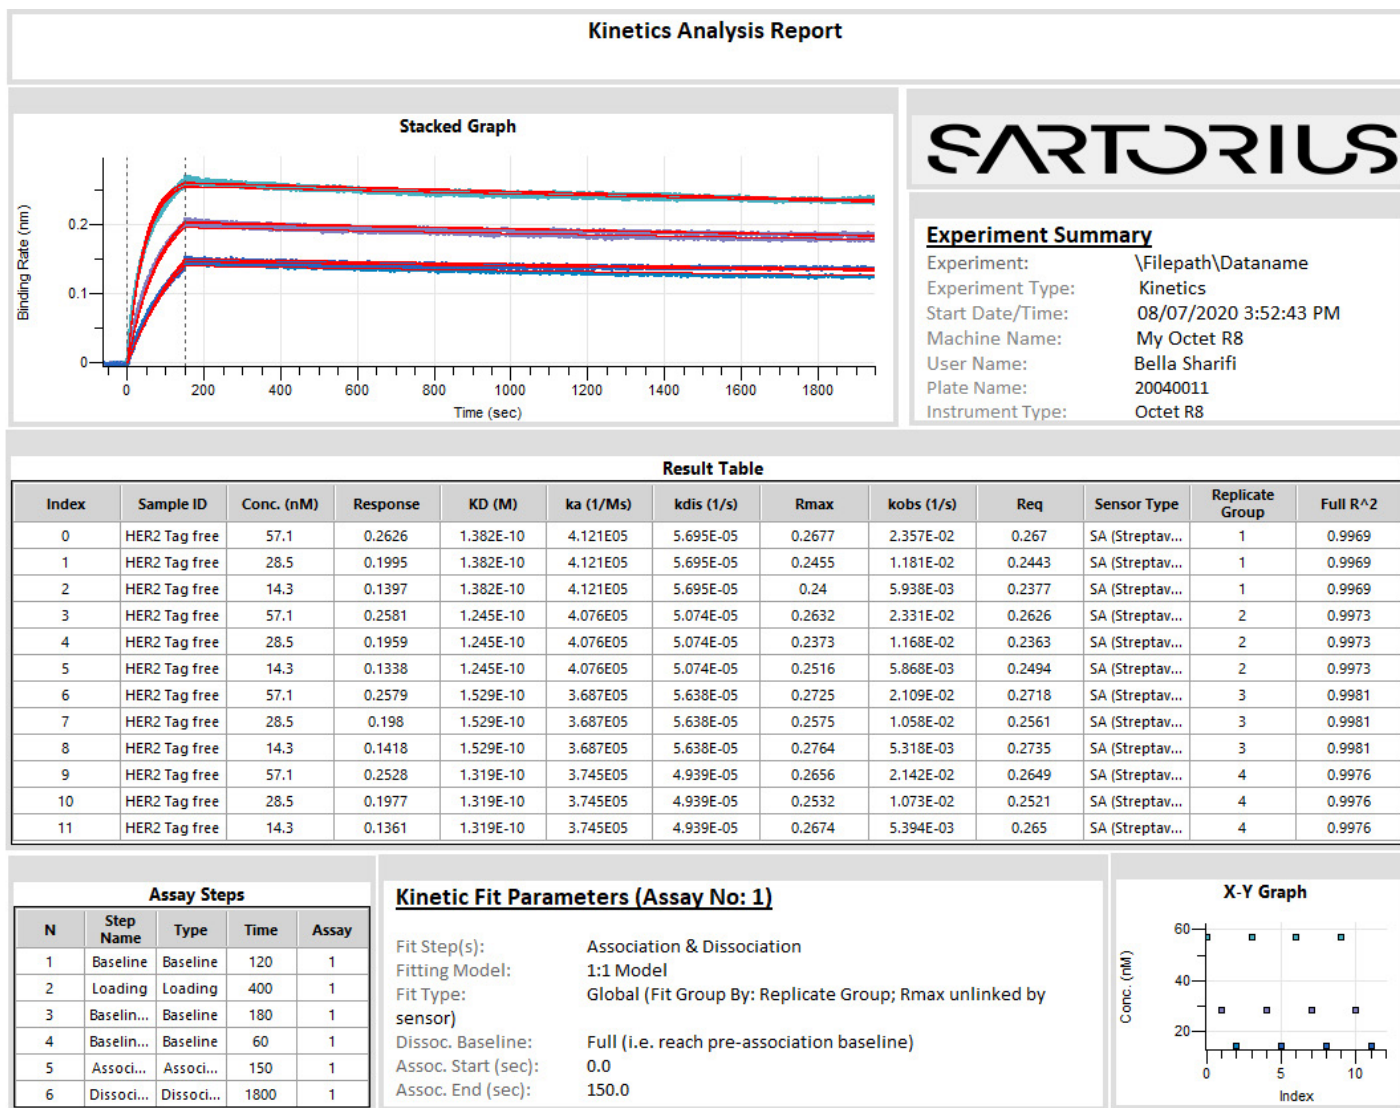 Kinetics Analysis Report
Stacked Graph
Binding Rate (nm)
0.2
0.1
0
0 200 400 600 800 1000 1200 1400 1600 1800
Time (sec)
SARTORIUS
Experiment Summary
Experiment: \Filepath\Dataname
Experiment Type: Kinetics
Start Date/Time: 08/07/2020 3:52:43 PM
Machine Name: My Octet R8
User Name: Bella Sharifi
Plate Name: 20040011
Instrument Type: Octet R8
Result Table
Index Sample ID Conc. (nM) Response KD (M) ka (1/Ms) kdis (1/s) Rmax kobs (1/s) Req Sensor Type Replicate Group Full R^2
0 HER2 Tag free 57.1 0.2626 1.382E-10 4.121E05 5.695E-05 0.2677 2.357E-02 0.267 SA (Streptav... 1 0.9969
1 HER2 Tag free 28.5 0.1995 1.382E-10 4.121E05 5.695E-05 0.2455 1.181E-02 0.2443 SA (Streptav... 1 0.9969
2 HER2 Tag free 14.3 0.1397 1.382E-10 4.121E05 5.695E-05 0.24 5.938E-03 0.2377 SA (Streptav... 1 0.9969
3 HER2 Tag free 57.1 0.2581 1.245E-10 4.076E05 5.074E-05 0.2632 2.331E-02 0.2626 SA (Streptav... 2 0.9973
4 HER2 Tag free 28.5 0.1959 1.245E-10 4.076E05 5.074E-05 0.2373 1.168E-02 0.2363 SA (Streptav... 2 0.9973
5 HER2 Tag free 14.3 0.1338 1.245E-10 4.076E05 5.074E-05 0.2516 5.868E-03 0.2494 SA (Streptav... 2 0.9973
6 HER2 Tag free 57.1 0.2579 1.529E-10 3.687E05 5.638E-05 0.2725 2.109E-02 0.2718 SA (Streptav... 3 0.9981
7 HER2 Tag free 28.5 0.198 1.529E-10 3.687E05 5.638E-05 0.2575 1.058E-02 0.2561 SA (Streptav... 3 0.9981
8 HER2 Tag free 14.3 0.1418 1.529E-10 3.687E05 5.638E-05 0.2764 5.318E-03 0.2735 SA (Streptav... 3 0.9981
9 HER2 Tag free 57.1 0.2528 1.319E-10 3.745E05 4.939E-05 0.2656 2.142E-02 0.2649 SA (Streptav... 4 0.9976
10 HER2 Tag free 28.5 0.1977 1.319E-10 3.745E05 4.939E-05 0.2532 1.073E-02 0.2521 SA (Streptav... 4 0.9976
11 HER2 Tag free 14.3 0.1361 1.319E-10 3.745E05 4.939E-05 0.2674 5.394E-03 0.265 SA (Streptav... 4 0.9976
Assay Steps
N Step Name Type Time Assay
1 Baseline Baseline 120 1
2 Loading Loading 400 1
3 Baselin... Baseline 180 1
4 Baselin... Baseline 60 1
5 Associ... Associ... 150 1
6 Dissoci... Dissoci... 1800 1
Kinetic Fit Parameters (Assay No: 1)
Fit Step(s): Association & Dissociation
Fitting Model: 1:1 Model
Fit Type: Global (Fit Group By: Replicate Group; Rmax unlinked by
sensor)
Dissoc. Baseline: Full (i.e. reach pre-association baseline)
Assoc. Start (sec): 0.0
Assoc. End (sec): 150.0
X-Y Graph
Conc. (nM)
60
40
20
0 5 10
Index